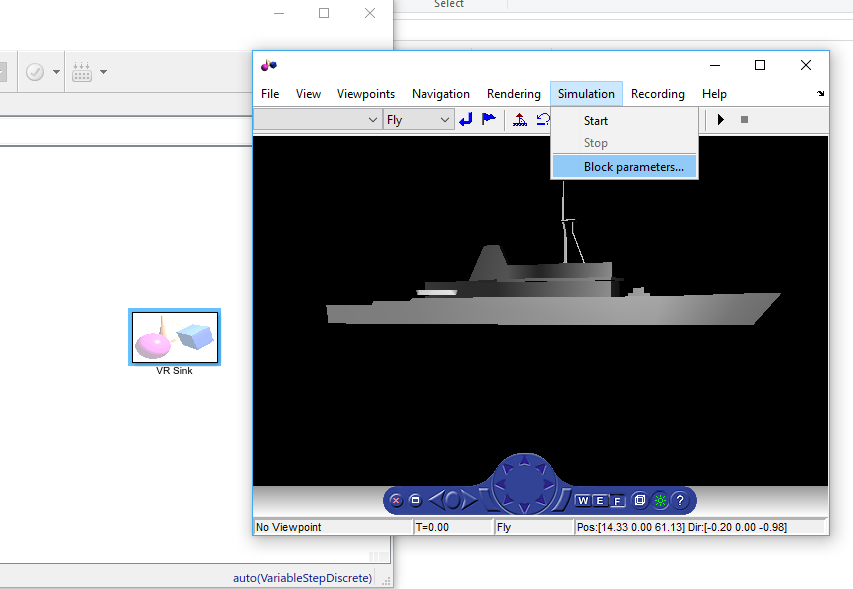 Select
File View Viewpoints Navigation Rendering Simulation Recording Help
Fly
Start
Stop
Block parameters...
VR Sink
W E F ?
No Viewpoint T=0.00 Fly Pos:[14.33 0.00 61.13] Dir:[-0.20 0.00 -0.98]
auto(VariableStepDiscrete)